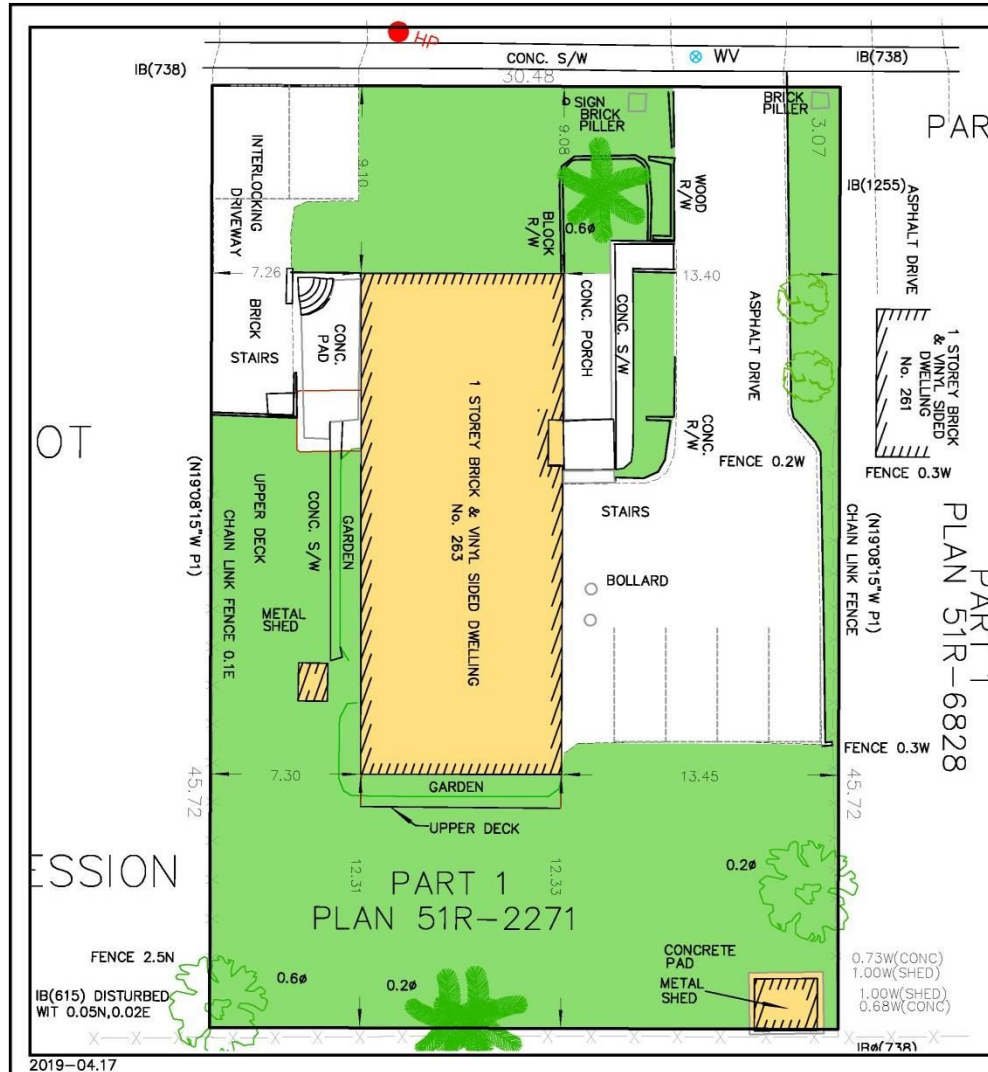 HP
CONC. S/W
WV
IB(738)
IB(738)
30.48
SIGN
BRICK
PILLER
BRICK
PILLER
3.07
PAR
INTERLOCKING
DRIVEWAY
9.10
9.08
IB(1255)
ASPHALT DRIVE
WOOD
R/W
BLOCK
R/W
0.6ø
7.26
13.40
BRICK
STAIRS
CONC.
PAD
CONC. PORCH
CONC. S/W
ASPHALT DRIVE
1 STOREY BRICK
& VINYL SIDED
DWELLING
No. 261
1 STOREY BRICK & VINYL SIDED DWELLING
No. 263
CONC.
R/W
FENCE 0.2W
FENCE 0.3W
OT
(N19°08'15"W P1)
CHAIN LINK FENCE 0.1E
UPPER DECK
CONC. S/W
GARDEN
STAIRS
BOLLARD
METAL
SHED
(N19°08'15"W P1)
CHAIN LINK FENCE
PART 1
PLAN 51R-6828
FENCE 0.3W
45.72
7.30
13.45
45.72
GARDEN
UPPER DECK
12.31
12.33
ESSION
PART 1
PLAN 51R-2271
0.2ø
FENCE 2.5N
IB(615) DISTURBED
WIT 0.05N,0.02E
0.6ø
0.2ø
CONCRETE
PAD
METAL
SHED
0.73W(CONC)
1.00W(SHED)
1.00W(SHED)
0.68W(CONC)
IBø(738)
2019-04.17